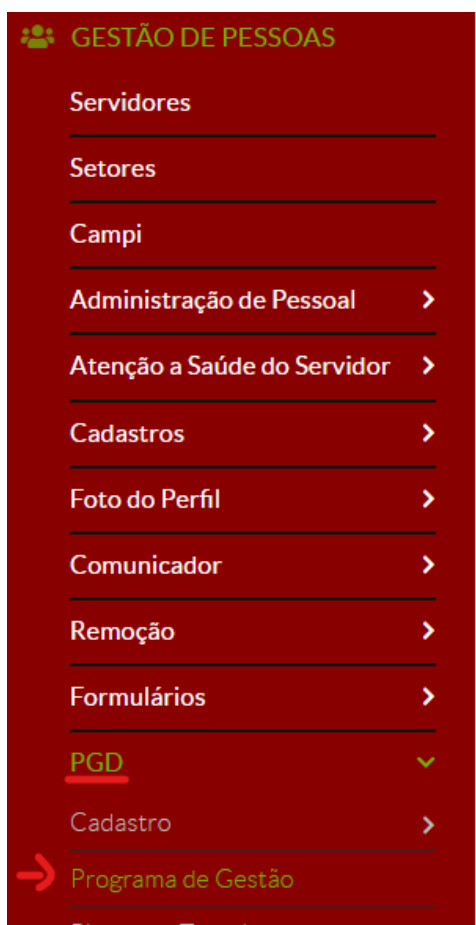 GESTÃO DE PESSOAS
Servidores
Setores
Campi
Administração de Pessoal
Atenção a Saúde do Servidor
Cadastros
Foto do Perfil
Comunicador
Remoção
Formulários
PGD
Cadastro
Programa de Gestão